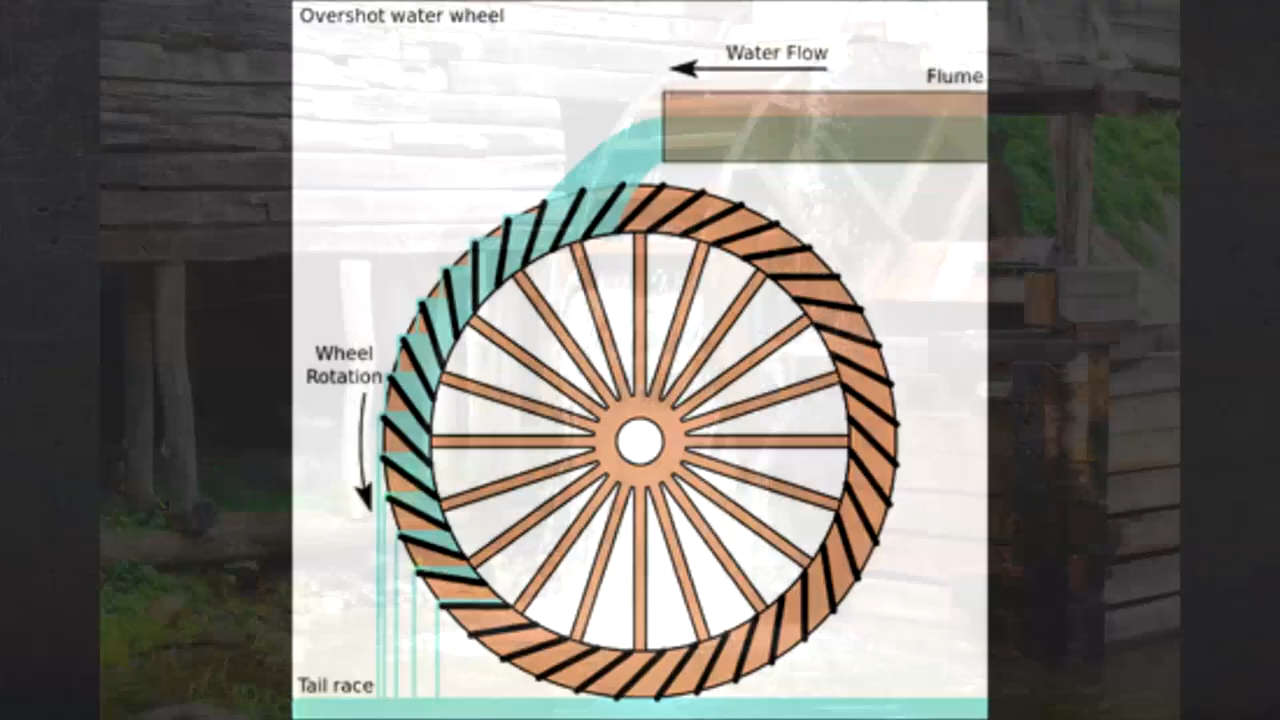 Overshot water wheel
Water Flow
Flume
Wheel
Rotation
Tail race